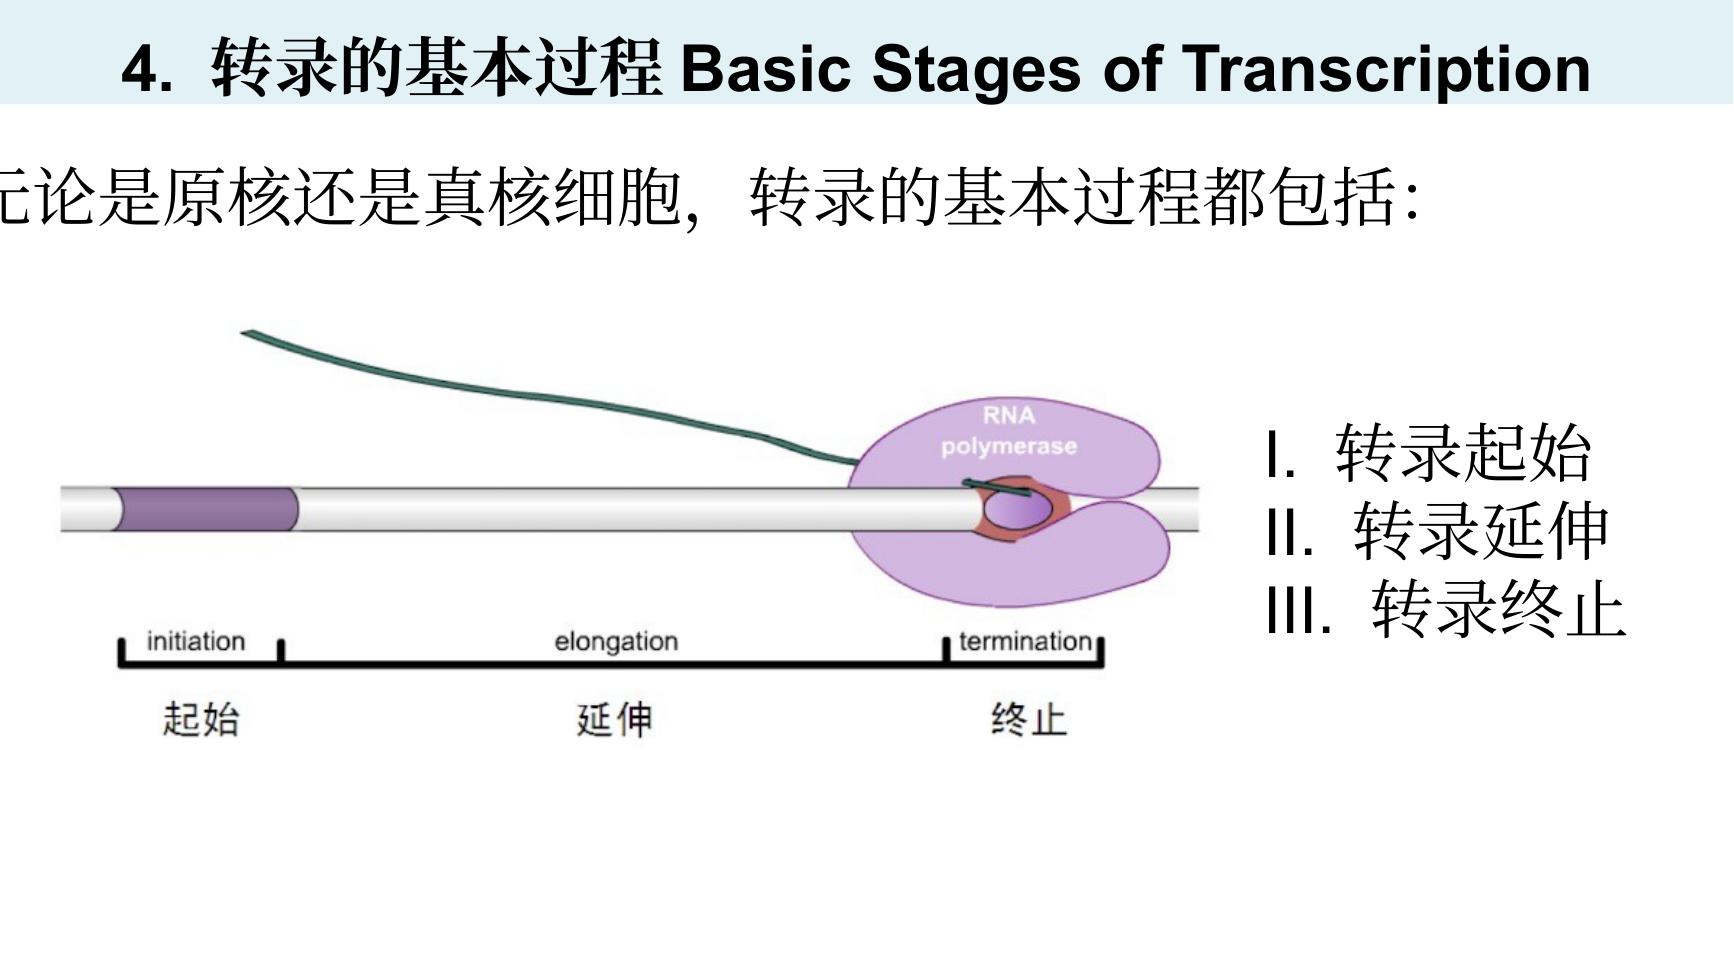 4. 转录的基本过程 Basic Stages of Transcription
无论是原核还是真核细胞，转录的基本过程都包括：
RNA
polymerase
I. 转录起始
II. 转录延伸
III. 转录终止
initiation elongation termination
起始 延伸 终止